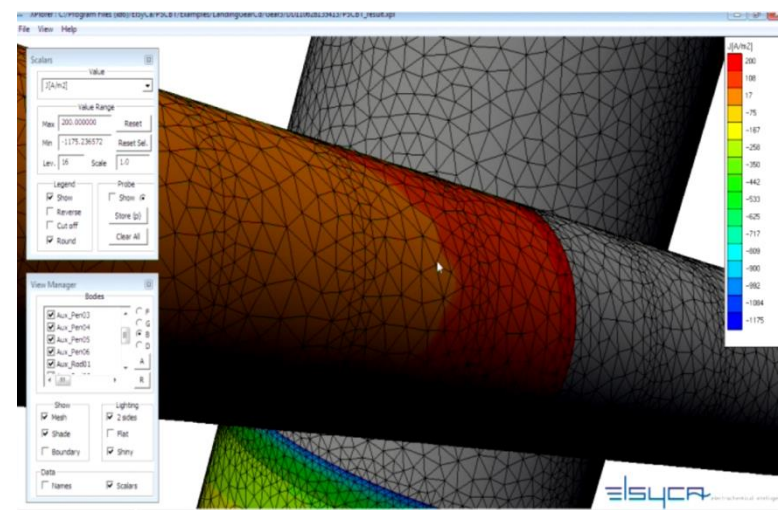 File View Help
Scalars
Value
J[A/m2]
Value Range
Max 200.000000 Reset
Min -1175.236572 Reset Sel.
Lev. 16 Scale 1.0
Legend
Show
Reverse
Cut off
Round
Probe
Show
Store (p)
Clear All
View Manager
Bodies
Aux_Pen03
Aux_Pen04
Aux_Pen05
Aux_Pen06
Aux_Rod01
F
G
B
D
A
R
Show
Mesh
Shade
Boundary
Lighting
2 sides
Flat
Shiny
Data
Names Scalars
J[A/m2]
200
108
17
-75
-167
-258
-350
-442
-533
-625
-717
-809
-900
-992
-1084
-1175
elsyca